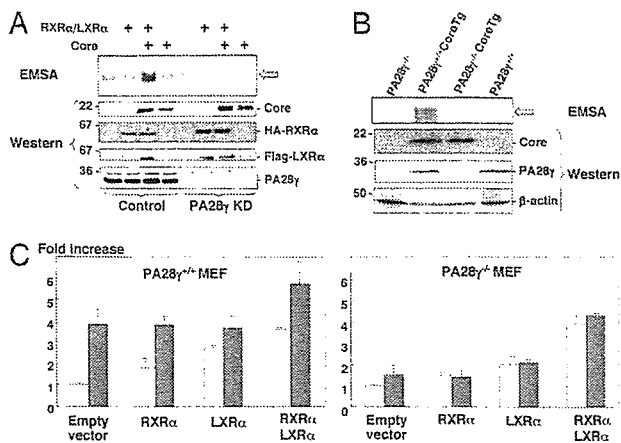 A
RXRα/LXRα + + + +
Core + + + +
EMSA
22 Core
67 HA-RXRα
Western
67 Flag-LXRα
36 PA28γ
Control PA28γ KD
B
PA28γ-/- PA28γ+/+CoreTg PA28γ-/-CoreTg PA28γ+/+
EMSA
22 Core
36 PA28γ
Western
50 β-actin
C
Fold Increase
PA28γ+/+ MEF
PA28γ-/- MEF
6
5
4
3
2
1
0
Empty vector
RXRα
LXRα
RXRα LXRα
6
5
4
3
2
1
0
Empty vector
RXRα
LXRα
RXRα LXRα